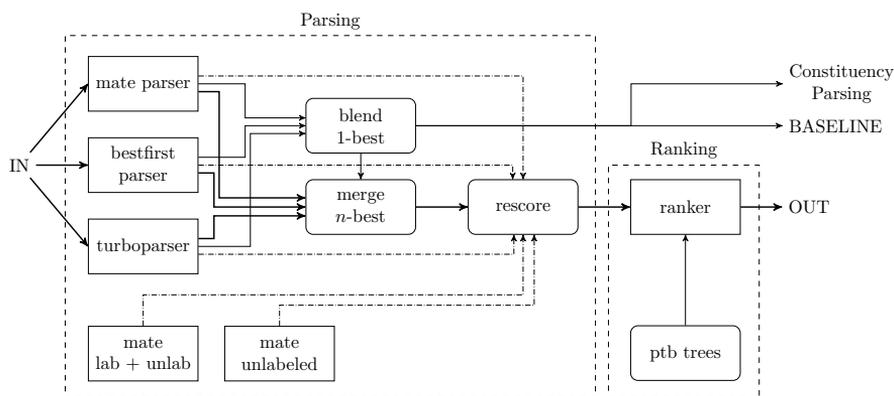 Parsing
mate parser
Constituency
Parsing
blend
1-best
BASELINE
Ranking
IN
bestfirst
parser
merge
n-best
rescore
ranker
OUT
turboparser
mate
lab + unlab
mate
unlabeled
ptb trees